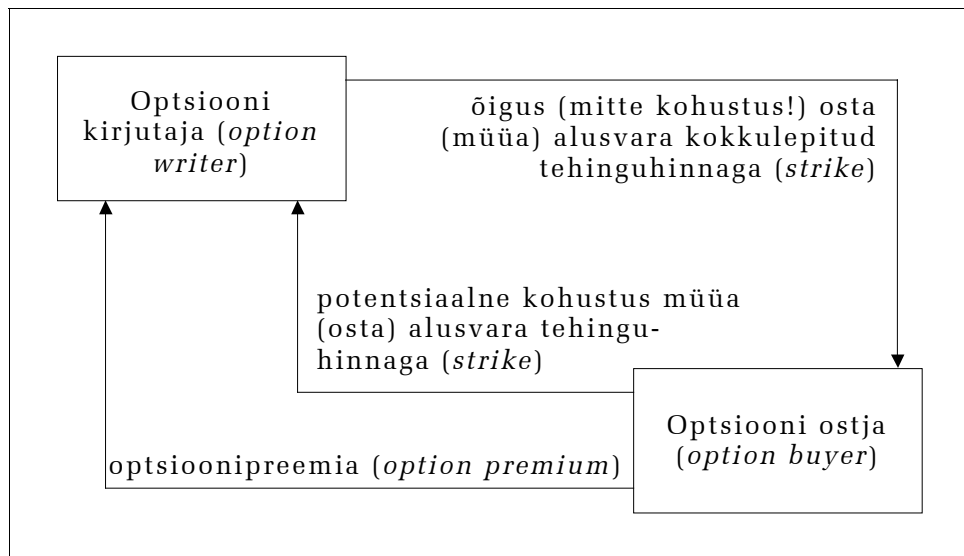 Optsiooni
kirjutaja (option
writer)
õigus (mitte kohustus!) osta
(müüa) alusvara kokkulepitud
tehinguhinnaga (strike)
potentsiaalne kohustus müüa
(osta) alusvara tehingu-
hinnaga (strike)
Optsiooni ostja
(option buyer)
optsioonipreemia (option premium)